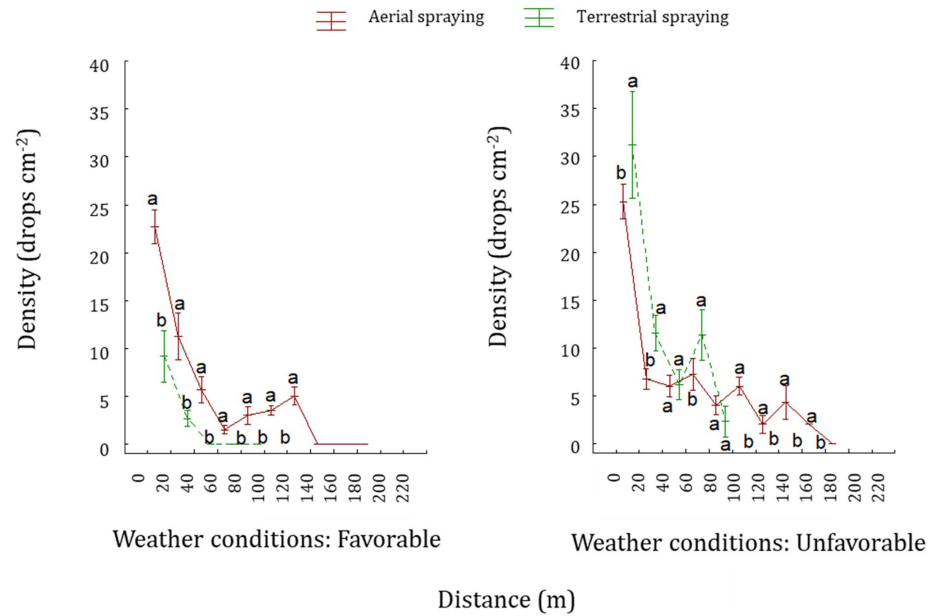 Aerial spraying
Terrestrial spraying
Density (drops cm-2)
40
35
30
25
20
15
10
5
0
a
b
a
b
a
b
a
b
a
b
a
b
a
b
0
20
40
60
80
100
120
140
160
180
200
220
Weather conditions: Favorable
Density (drops cm-2)
40
35
30
25
20
15
10
5
0
b
a
b
a
a
a
b
a
a
a
a
b
a
b
a
b
a
b
0
20
40
60
80
100
120
140
160
180
200
220
Weather conditions: Unfavorable
Distance (m)